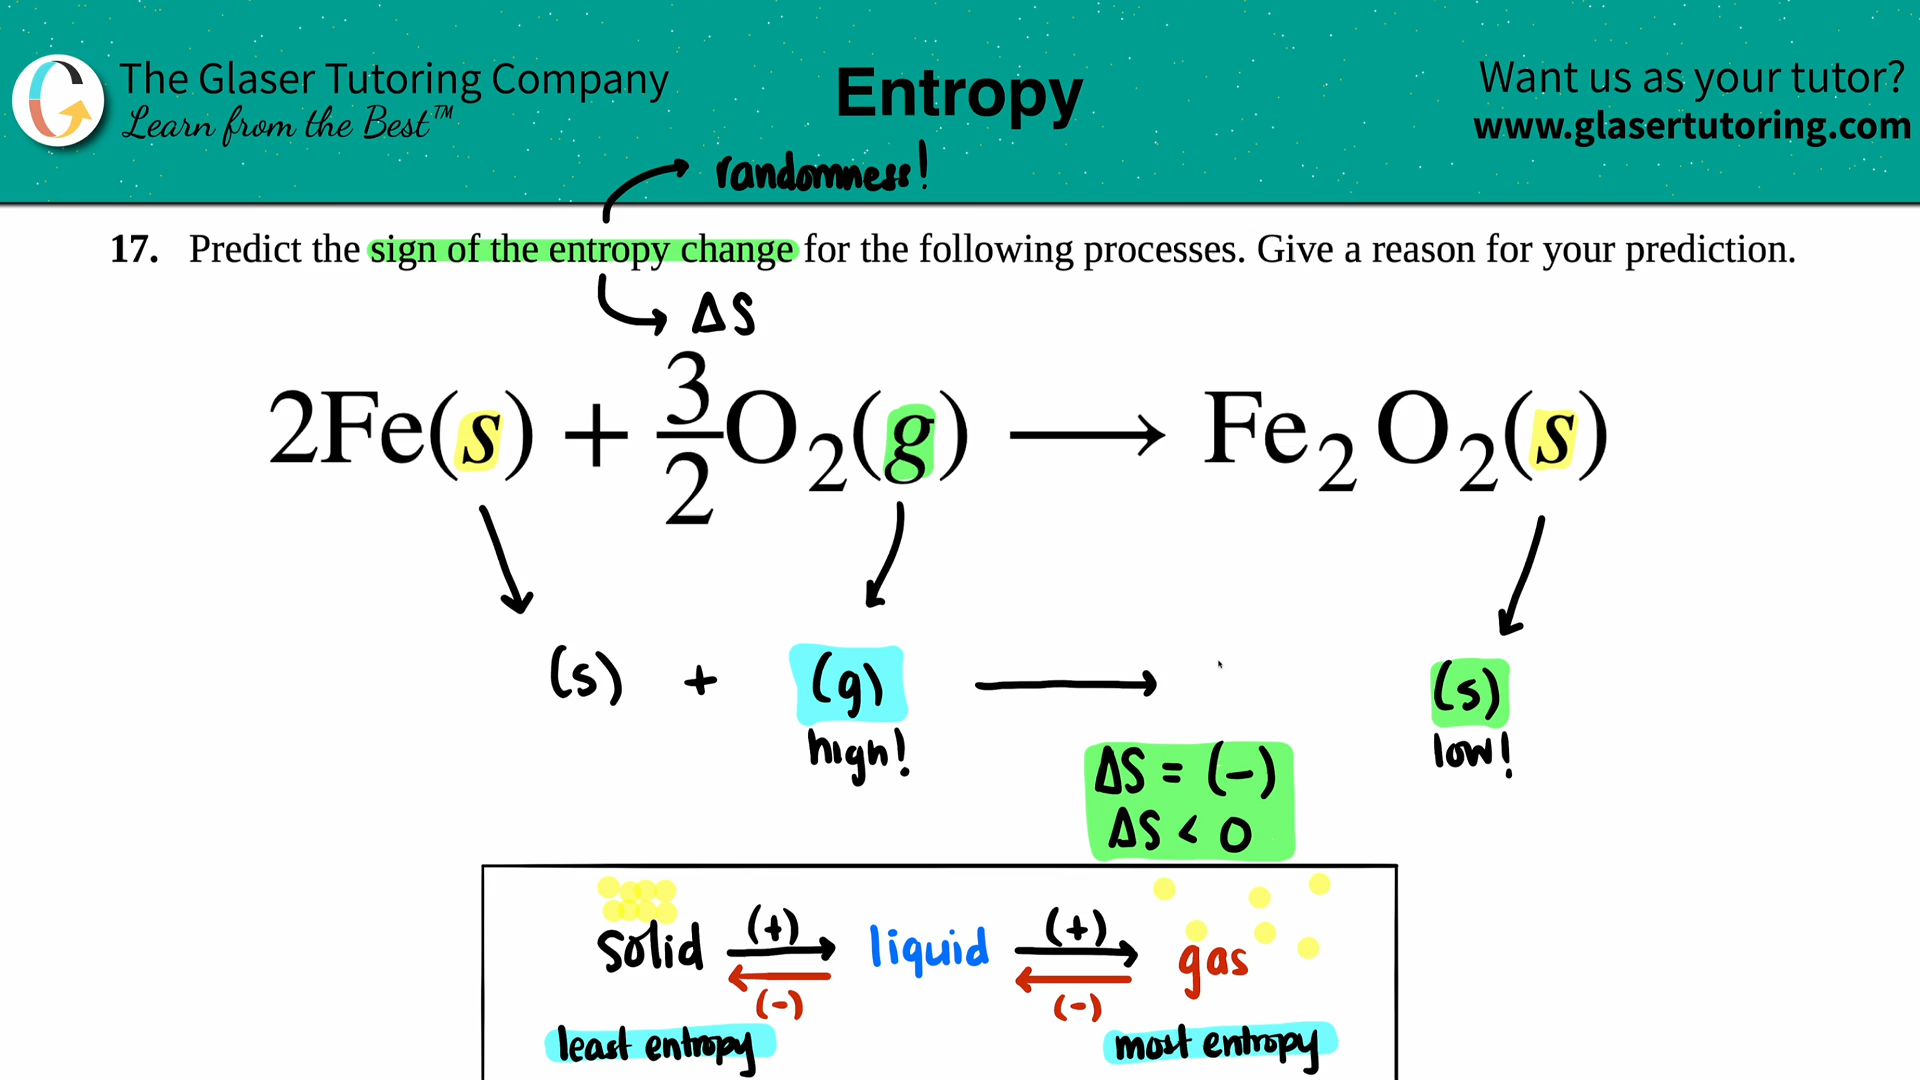 The Glaser Tutoring Company
Learn from the Best™
Entropy
Want us as your tutor?
www.glasertutoring.com
randomness!
17. Predict the sign of the entropy change for the following processes. Give a reason for your prediction.
ΔS
2Fe(s) + 3/2O₂(g) ⟶ Fe₂O₂(s)
(s) + (g) ⟶ (s)
high! low!
ΔS = (-)
ΔS < 0
(+) (+)
solid liquid gas
(-) (-)
least entropy most entropy